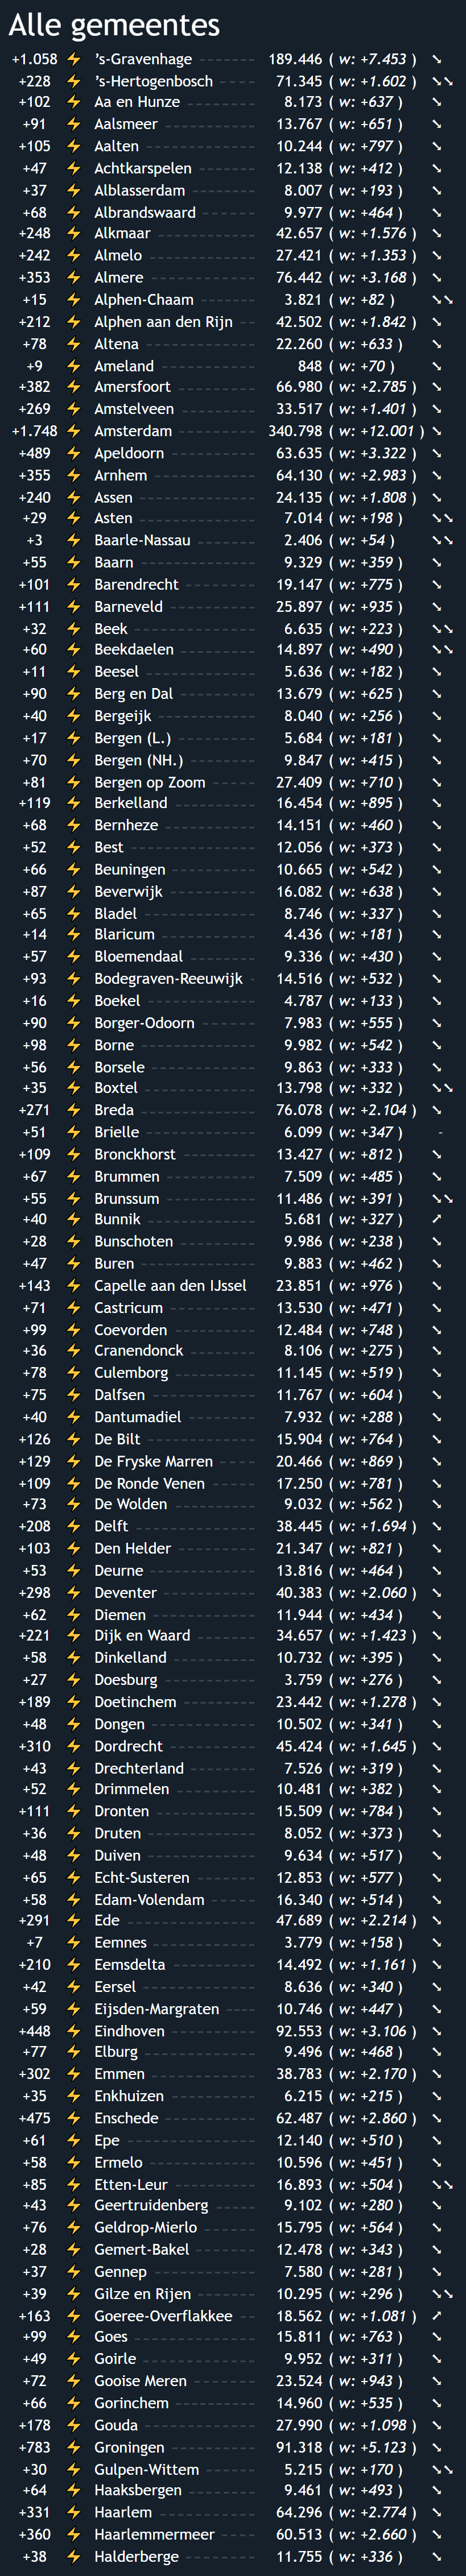 Alle gemeentes
+1.058 ⚡ 's-Gravenhage 189.446 ( w: +7.453 ) ↘
+228 ⚡ 's-Hertogenbosch 71.345 ( w: +1.602 ) ↘↘
+102 ⚡ Aa en Hunze 8.173 ( w: +637 ) ↘
+91 ⚡ Aalsmeer 13.767 ( w: +651 ) ↘
+105 ⚡ Aalten 10.244 ( w: +797 ) ↘
+47 ⚡ Achtkarspelen 12.138 ( w: +412 ) ↘
+37 ⚡ Alblasserdam 8.007 ( w: +193 ) ↘
+68 ⚡ Albrandswaard 9.977 ( w: +464 ) ↘
+248 ⚡ Alkmaar 42.657 ( w: +1.576 ) ↘
+242 ⚡ Almelo 27.421 ( w: +1.353 ) ↘
+353 ⚡ Almere 76.442 ( w: +3.168 ) ↘
+15 ⚡ Alphen-Chaam 3.821 ( w: +82 ) ↘↘
+212 ⚡ Alphen aan den Rijn 42.502 ( w: +1.842 ) ↘
+78 ⚡ Altena 22.260 ( w: +633 ) ↘
+9 ⚡ Ameland 848 ( w: +70 ) ↘
+382 ⚡ Amersfoort 66.980 ( w: +2.785 ) ↘
+269 ⚡ Amstelveen 33.517 ( w: +1.401 ) ↘
+1.748 ⚡ Amsterdam 340.798 ( w: +12.001 ) ↘
+489 ⚡ Apeldoorn 63.635 ( w: +3.322 ) ↘
+355 ⚡ Arnhem 64.130 ( w: +2.983 ) ↘
+240 ⚡ Assen 24.135 ( w: +1.808 ) ↘
+29 ⚡ Asten 7.014 ( w: +198 ) ↘↘
+3 ⚡ Baarle-Nassau 2.406 ( w: +54 ) ↘↘
+55 ⚡ Baarn 9.329 ( w: +359 ) ↘
+101 ⚡ Barendrecht 19.147 ( w: +775 ) ↘
+111 ⚡ Barneveld 25.897 ( w: +935 ) ↘
+32 ⚡ Beek 6.635 ( w: +223 ) ↘↘
+60 ⚡ Beekdaelen 14.897 ( w: +490 ) ↘↘
+11 ⚡ Beesel 5.636 ( w: +182 ) ↘
+90 ⚡ Berg en Dal 13.679 ( w: +625 ) ↘
+40 ⚡ Bergeijk 8.040 ( w: +256 ) ↘
+17 ⚡ Bergen (L.) 5.684 ( w: +181 ) ↘
+70 ⚡ Bergen (NH.) 9.847 ( w: +415 ) ↘
+81 ⚡ Bergen op Zoom 27.409 ( w: +710 ) ↘
+119 ⚡ Berkelland 16.454 ( w: +895 ) ↘
+68 ⚡ Bernheze 14.151 ( w: +460 ) ↘
+52 ⚡ Best 12.056 ( w: +373 ) ↘
+66 ⚡ Beuningen 10.665 ( w: +542 ) ↘
+87 ⚡ Beverwijk 16.082 ( w: +638 ) ↘
+65 ⚡ Bladel 8.746 ( w: +337 ) ↘
+14 ⚡ Blaricum 4.436 ( w: +181 ) ↘
+57 ⚡ Bloemendaal 9.336 ( w: +430 ) ↘
+93 ⚡ Bodegraven-Reeuwijk 14.516 ( w: +532 ) ↘
+16 ⚡ Boekel 4.787 ( w: +133 ) ↘
+90 ⚡ Borger-Odoorn 7.983 ( w: +555 ) ↘
+98 ⚡ Borne 9.982 ( w: +542 ) ↘
+56 ⚡ Borsele 9.863 ( w: +333 ) ↘
+35 ⚡ Boxtel 13.798 ( w: +332 ) ↘↘
+271 ⚡ Breda 76.078 ( w: +2.104 ) ↘
+51 ⚡ Brielle 6.099 ( w: +347 ) -
+109 ⚡ Bronckhorst 13.427 ( w: +812 ) ↘
+67 ⚡ Brummen 7.509 ( w: +485 ) ↘
+55 ⚡ Brunssum 11.486 ( w: +391 ) ↘↘
+40 ⚡ Bunnik 5.681 ( w: +327 ) ↗
+28 ⚡ Bunschoten 9.986 ( w: +238 ) ↘
+47 ⚡ Buren 9.883 ( w: +462 ) ↘
+143 ⚡ Capelle aan den IJssel 23.851 ( w: +976 ) ↘
+71 ⚡ Castricum 13.530 ( w: +471 ) ↘
+99 ⚡ Coevorden 12.484 ( w: +748 ) ↘
+36 ⚡ Cranendonck 8.106 ( w: +275 ) ↘
+78 ⚡ Culemborg 11.145 ( w: +519 ) ↘
+75 ⚡ Dalfsen 11.767 ( w: +604 ) ↘
+40 ⚡ Dantumadiel 7.932 ( w: +288 ) ↘
+126 ⚡ De Bilt 15.904 ( w: +764 ) ↘
+129 ⚡ De Fryske Marren 20.466 ( w: +869 ) ↘
+109 ⚡ De Ronde Venen 17.250 ( w: +781 ) ↘
+73 ⚡ De Wolden 9.032 ( w: +562 ) ↘
+208 ⚡ Delft 38.445 ( w: +1.694 ) ↘
+103 ⚡ Den Helder 21.347 ( w: +821 ) ↘
+53 ⚡ Deurne 13.816 ( w: +464 ) ↘
+298 ⚡ Deventer 40.383 ( w: +2.060 ) ↘
+62 ⚡ Diemen 11.944 ( w: +434 ) ↘
+221 ⚡ Dijk en Waard 34.657 ( w: +1.423 ) ↘
+58 ⚡ Dinkelland 10.732 ( w: +395 ) ↘
+27 ⚡ Doesburg 3.759 ( w: +276 ) ↘
+189 ⚡ Doetinchem 23.442 ( w: +1.278 ) ↘
+48 ⚡ Dongen 10.502 ( w: +341 ) ↘
+310 ⚡ Dordrecht 45.424 ( w: +1.645 ) ↘
+43 ⚡ Drechterland 7.526 ( w: +319 ) ↘
+52 ⚡ Drimmelen 10.481 ( w: +382 ) ↘
+111 ⚡ Dronten 15.509 ( w: +784 ) ↘
+36 ⚡ Druten 8.052 ( w: +373 ) ↘
+48 ⚡ Duiven 9.634 ( w: +517 ) ↘
+65 ⚡ Echt-Susteren 12.853 ( w: +577 ) ↘
+58 ⚡ Edam-Volendam 16.340 ( w: +514 ) ↘
+291 ⚡ Ede 47.689 ( w: +2.214 ) ↘
+7 ⚡ Eemnes 3.779 ( w: +158 ) ↘
+210 ⚡ Eemsdelta 14.492 ( w: +1.161 ) ↘
+42 ⚡ Eersel 8.636 ( w: +340 ) ↘
+59 ⚡ Eijsden-Margraten 10.746 ( w: +447 ) ↘
+448 ⚡ Eindhoven 92.553 ( w: +3.106 ) ↘
+77 ⚡ Elburg 9.496 ( w: +468 ) ↘
+302 ⚡ Emmen 38.783 ( w: +2.170 ) ↘
+35 ⚡ Enkhuizen 6.215 ( w: +215 ) ↘
+475 ⚡ Enschede 62.487 ( w: +2.860 ) ↘
+61 ⚡ Epe 12.140 ( w: +510 ) ↘
+58 ⚡ Ermelo 10.596 ( w: +451 ) ↘
+85 ⚡ Etten-Leur 16.893 ( w: +504 ) ↘↘
+43 ⚡ Geertruidenberg 9.102 ( w: +280 ) ↘
+76 ⚡ Geldrop-Mierlo 15.795 ( w: +564 ) ↘
+28 ⚡ Gemert-Bakel 12.478 ( w: +343 ) ↘
+37 ⚡ Gennep 7.580 ( w: +281 ) ↘
+39 ⚡ Gilze en Rijen 10.295 ( w: +296 ) ↘↘
+163 ⚡ Goeree-Overflakkee 18.562 ( w: +1.081 ) ↗
+99 ⚡ Goes 15.811 ( w: +763 ) ↘
+49 ⚡ Goirle 9.952 ( w: +311 ) ↘
+72 ⚡ Gooise Meren 23.524 ( w: +943 ) ↘
+66 ⚡ Gorinchem 14.960 ( w: +535 ) ↘
+178 ⚡ Gouda 27.990 ( w: +1.098 ) ↘
+783 ⚡ Groningen 91.318 ( w: +5.123 ) ↘
+30 ⚡ Gulpen-Wittem 5.215 ( w: +170 ) ↘↘
+64 ⚡ Haaksbergen 9.461 ( w: +493 ) ↘
+331 ⚡ Haarlem 64.296 ( w: +2.774 ) ↘
+360 ⚡ Haarlemmermeer 60.513 ( w: +2.660 ) ↘
+38 ⚡ Halderberge 11.755 ( w: +336 ) ↘